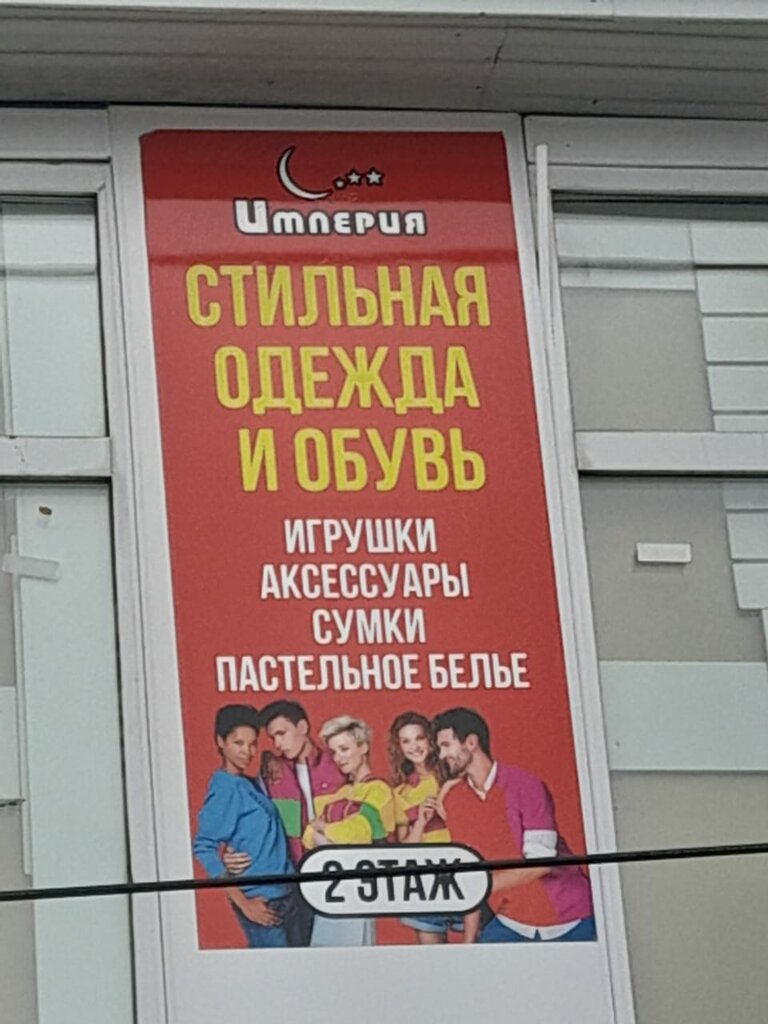 Империя
СТИЛЬНАЯ
ОДЕЖДА
И ОБУВЬ
ИГРУШКИ
АКСЕССУАРЫ
СУМКИ
ПАСТЕЛЬНОЕ БЕЛЬЕ
2 ЭТАЖ